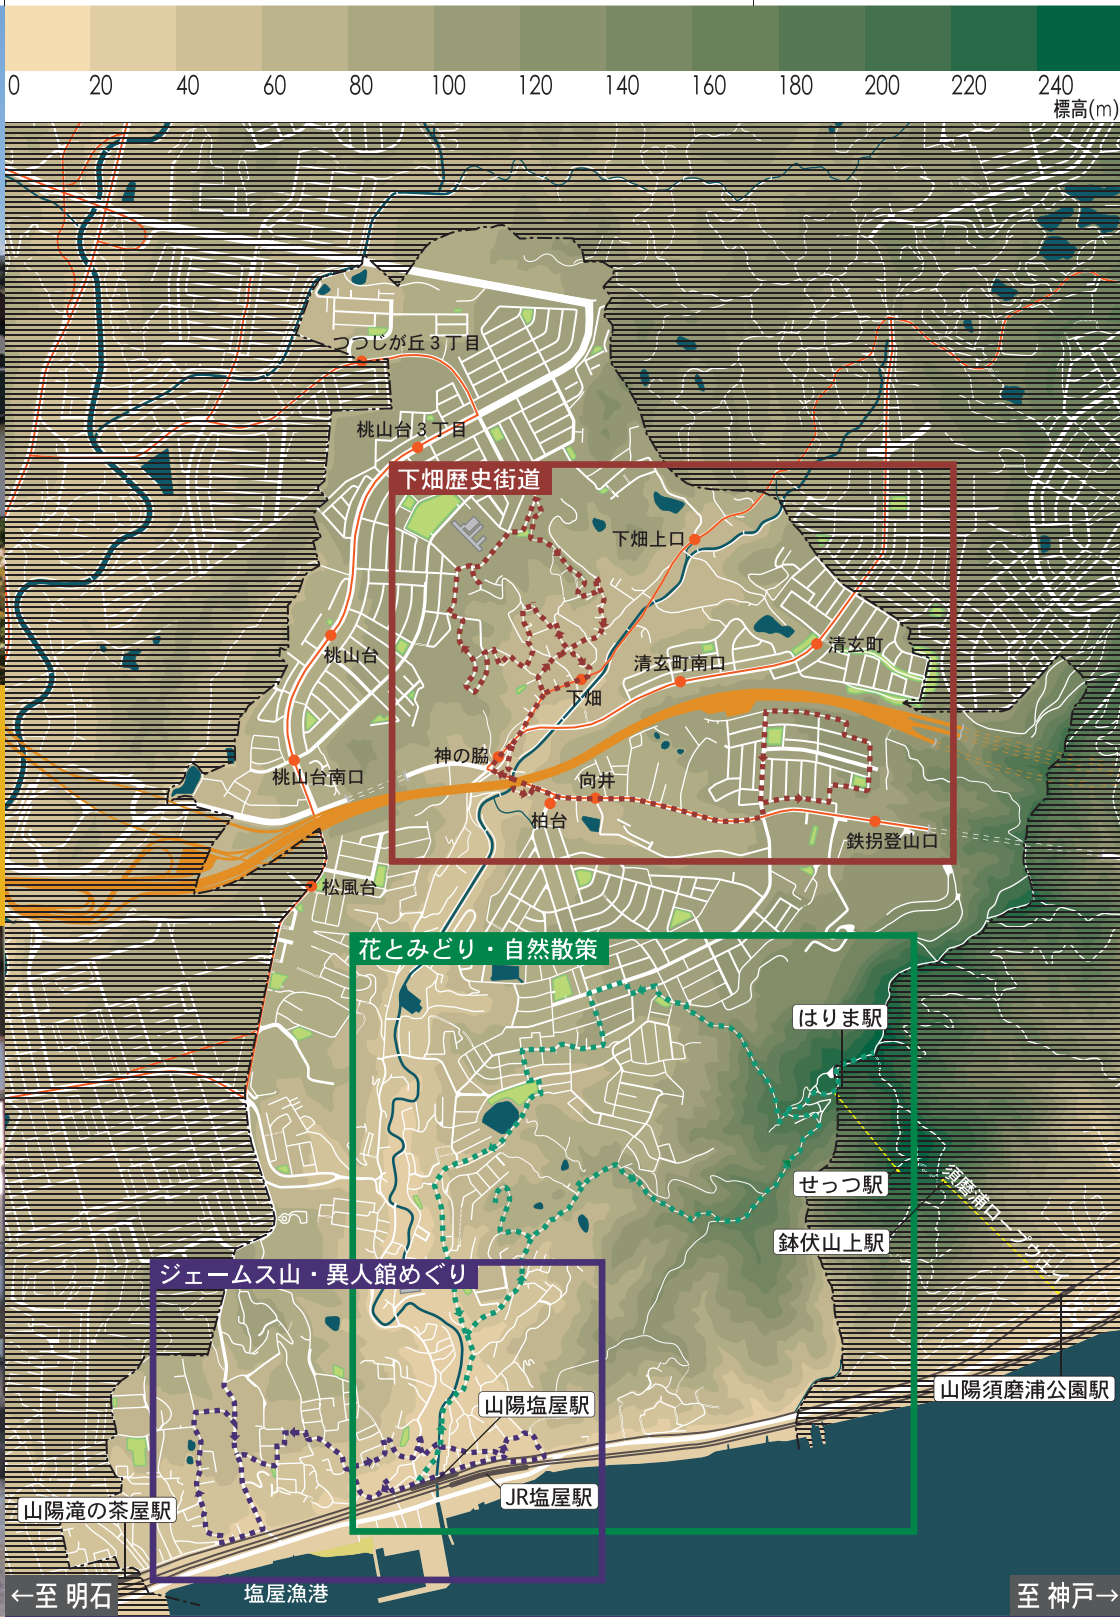 0 20 40 60 80 100 120 140 160 180 200 220 240
標高(m)
つつじが丘3丁目
桃山台3丁目
下畑歴史街道
下畑上口
清玄町
桃山台
清玄町南口
下畑
神の脇
桃山台南口
向井
柏台
鉄拐登山口
松風台
花とみどり・自然散策
はりま駅
せっつ駅
須磨浦ロープウェイ
鉢伏山上駅
ジェームス山・異人館めぐり
山陽須磨浦公園駅
山陽塩屋駅
JR塩屋駅
山陽滝の茶屋駅
←至 明石
塩屋漁港
至 神戸→